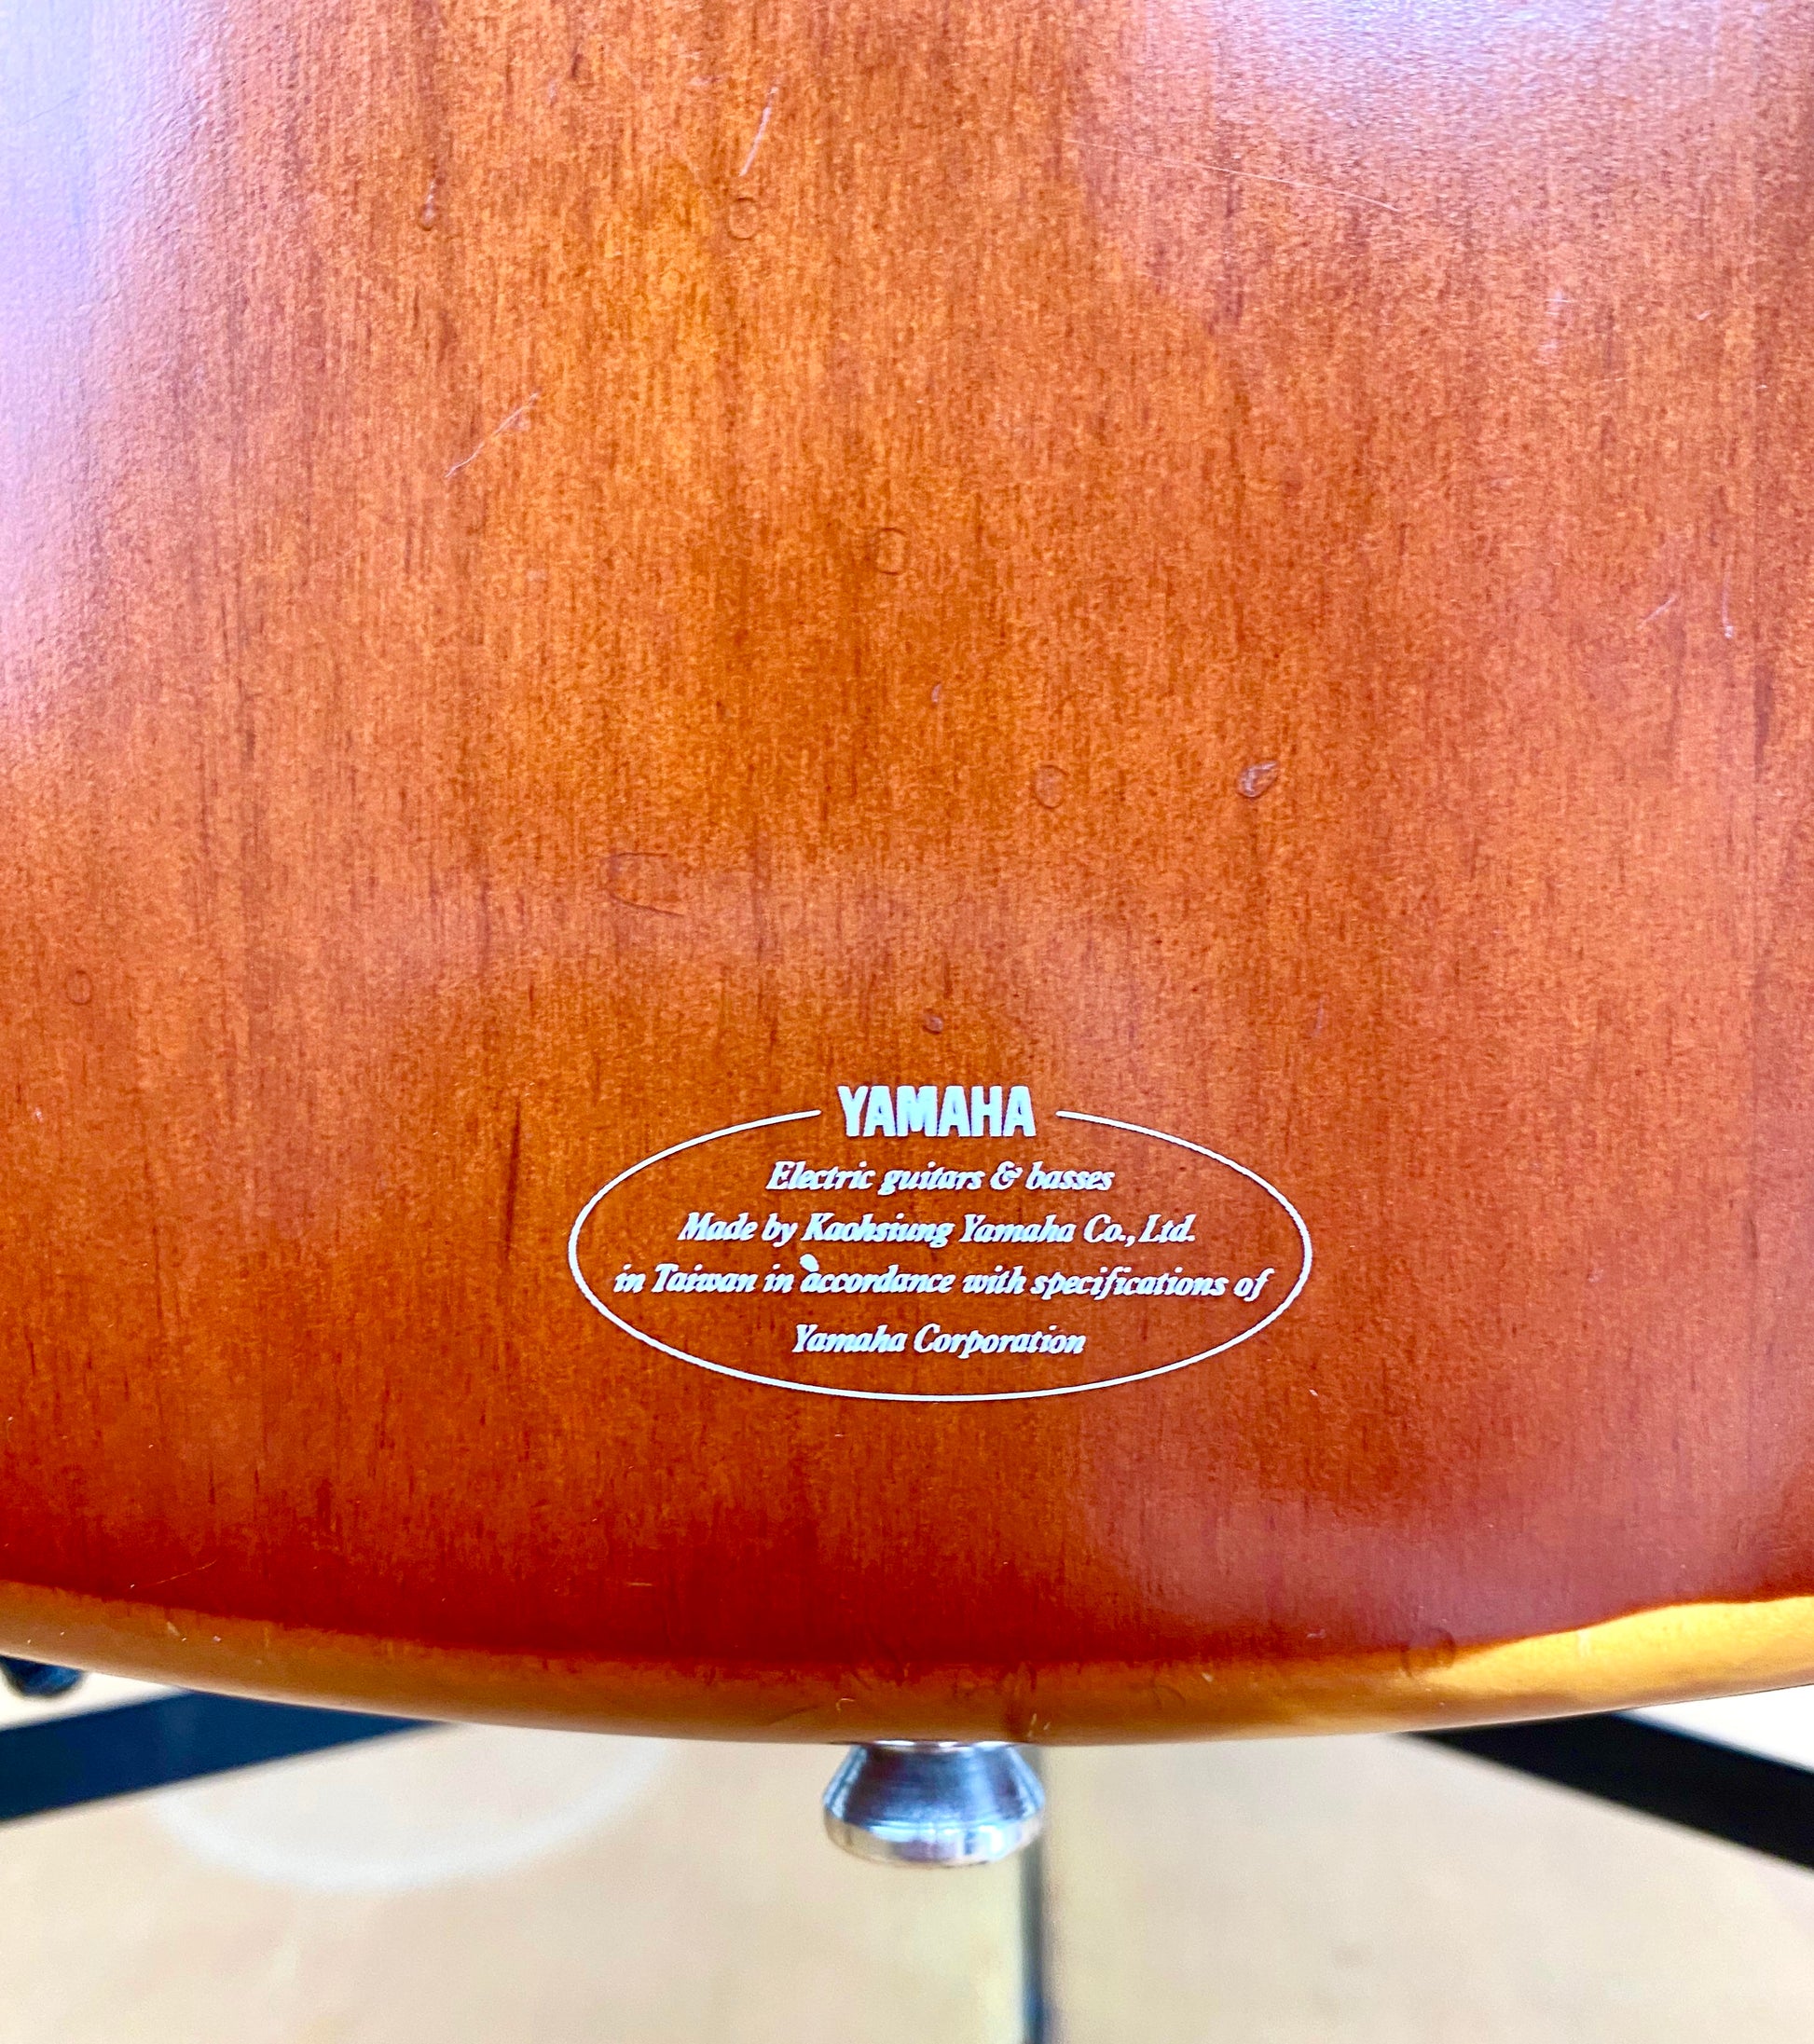 YAMAHA
Electric guitars & basses
Made by Kaohsiung Yamaha Co., Ltd.
in Taiwan in accordance with specifications of
Yamaha Corporation